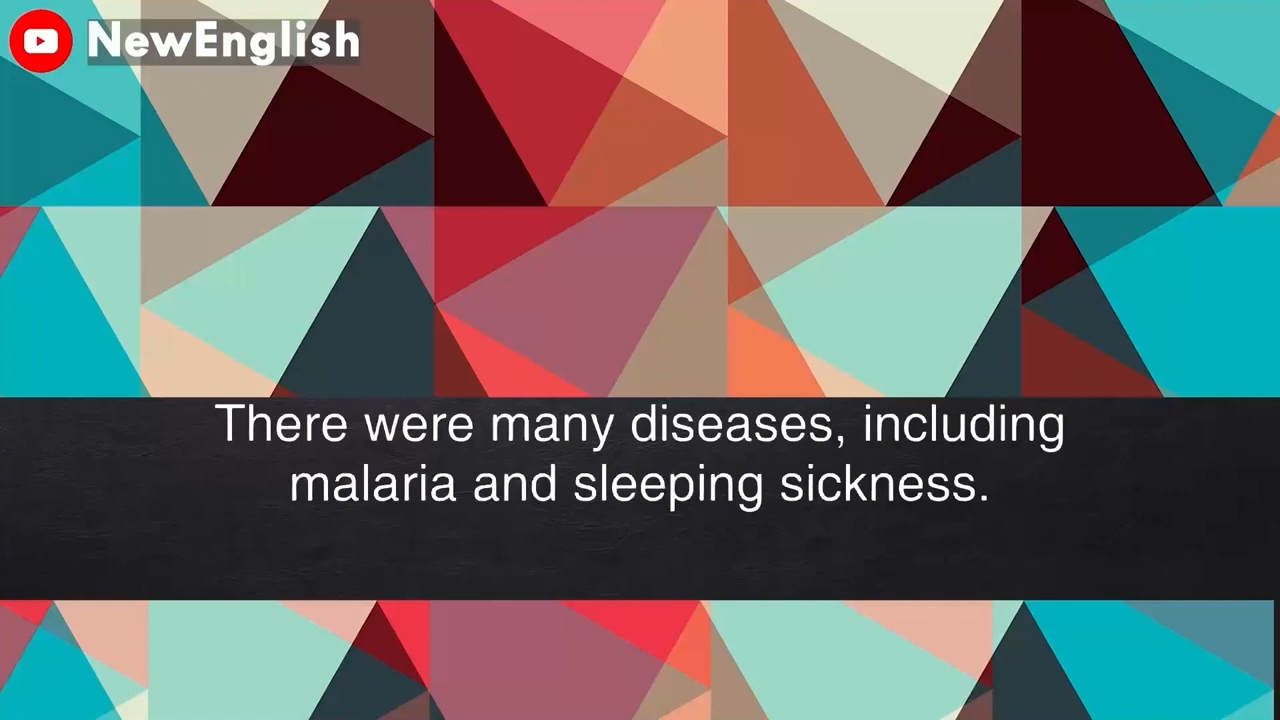 NewEnglish
There were many diseases, including
malaria and sleeping sickness.